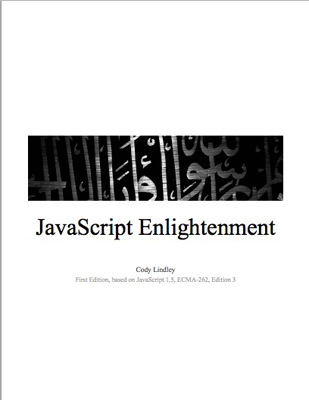 JavaScript Enlightenment
Cody Lindley
First Edition, based on JavaScript 1.5, ECMA-262, Edition 3